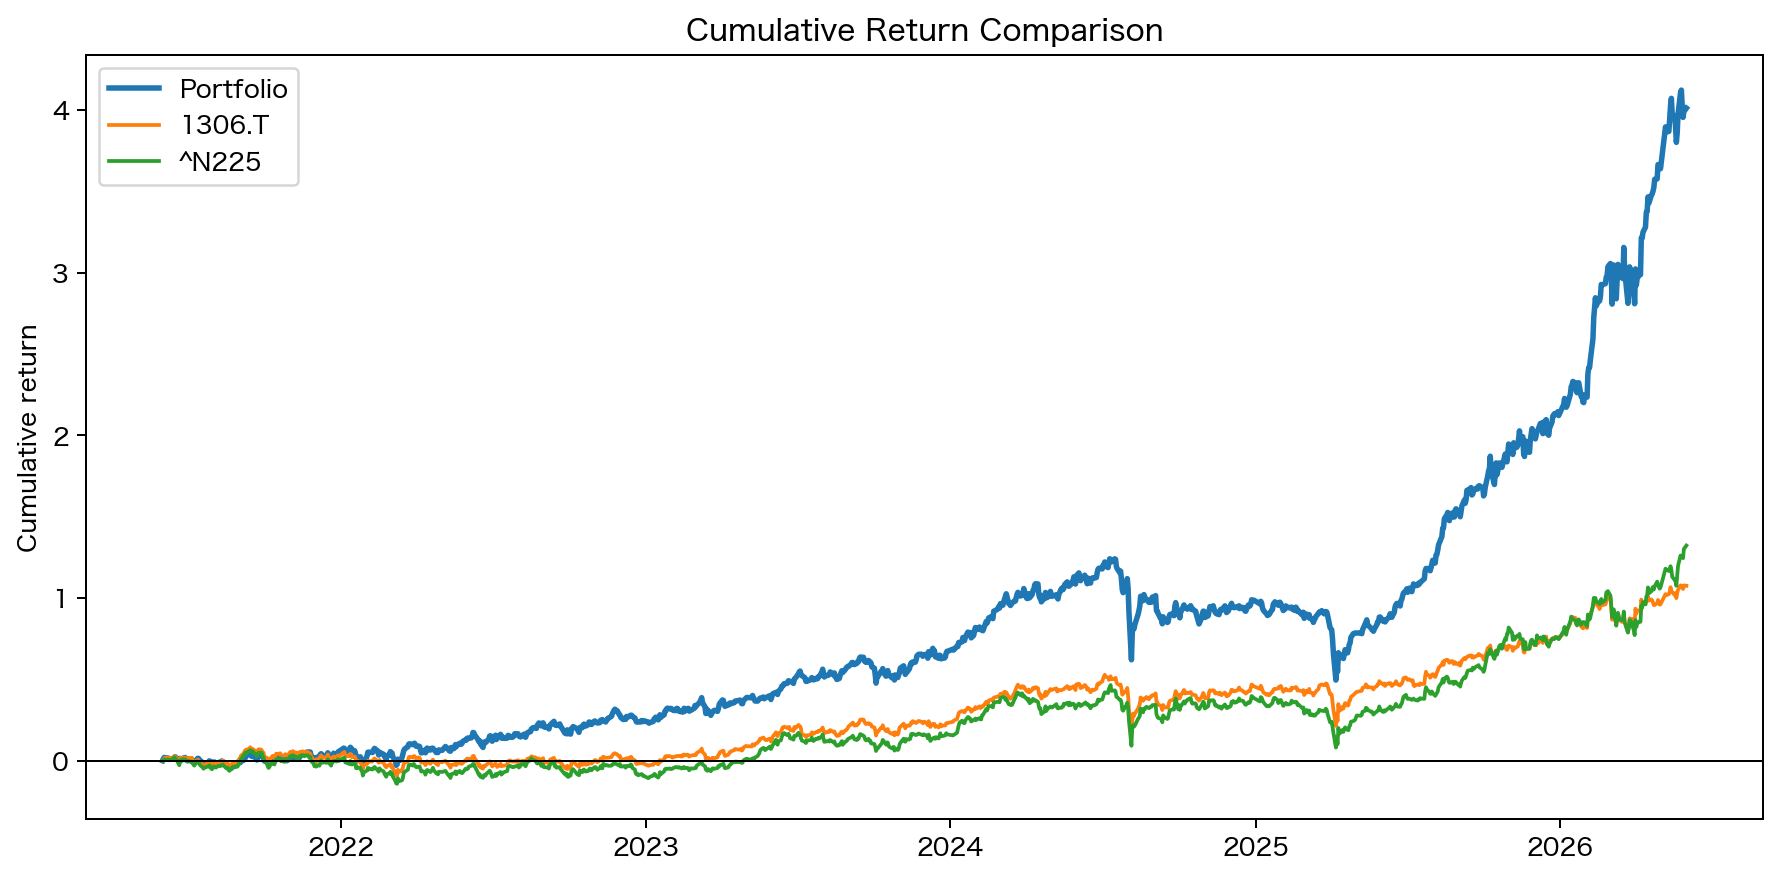 Cumulative Return Comparison
Portfolio
1306.T
^N225
Cumulative return
4
3
2
1
0
2022
2023
2024
2025
2026